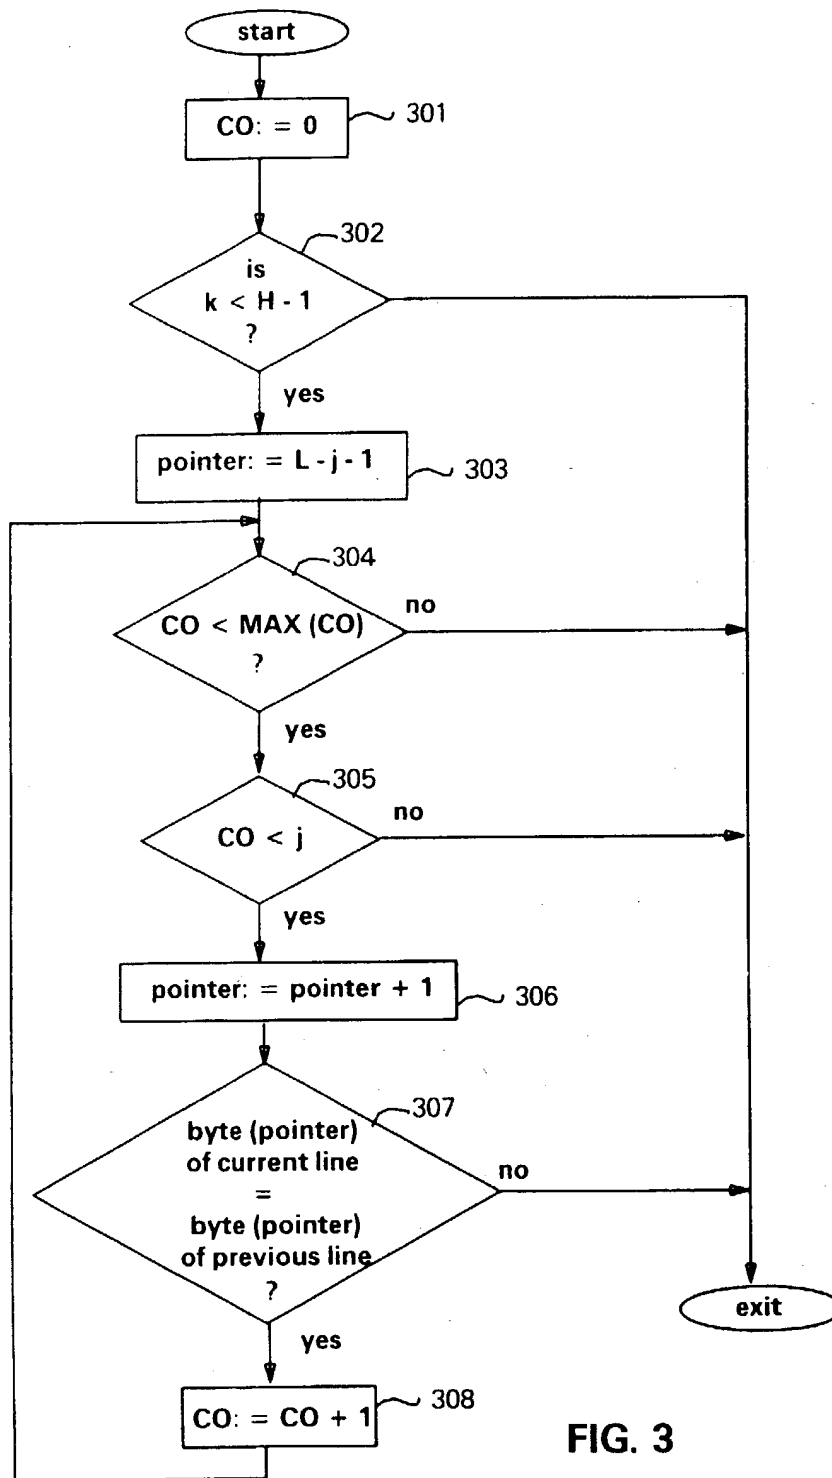 start
CO: = 0
301
302
is
k < H - 1
?
yes
pointer: = L - j - 1
303
304
CO < MAX (CO)
?
no
yes
305
CO < j
no
yes
pointer: = pointer + 1
306
307
byte (pointer)
of current line
=
byte (pointer)
of previous line
?
no
yes
exit
CO: = CO + 1
308
FIG. 3